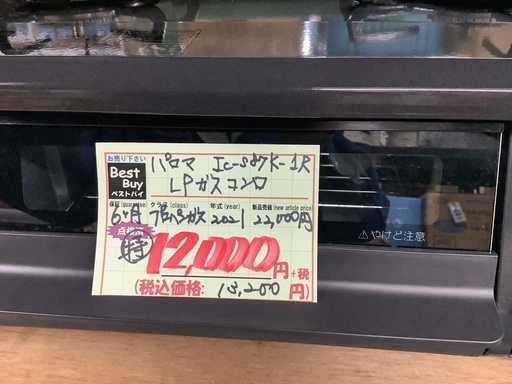 お売り下さい
Best Buy
ベストバイ
パロマ Ic-S87K-1R
LPガスコンロ
保証(guarantee) クラス(class) 年式(year) 新品売価(new article price)
6ヶ月 プロパンガス 2021 22,000円
点検済
特 12,000円+税
(税込価格: 13,200円)
⚠やけど注意